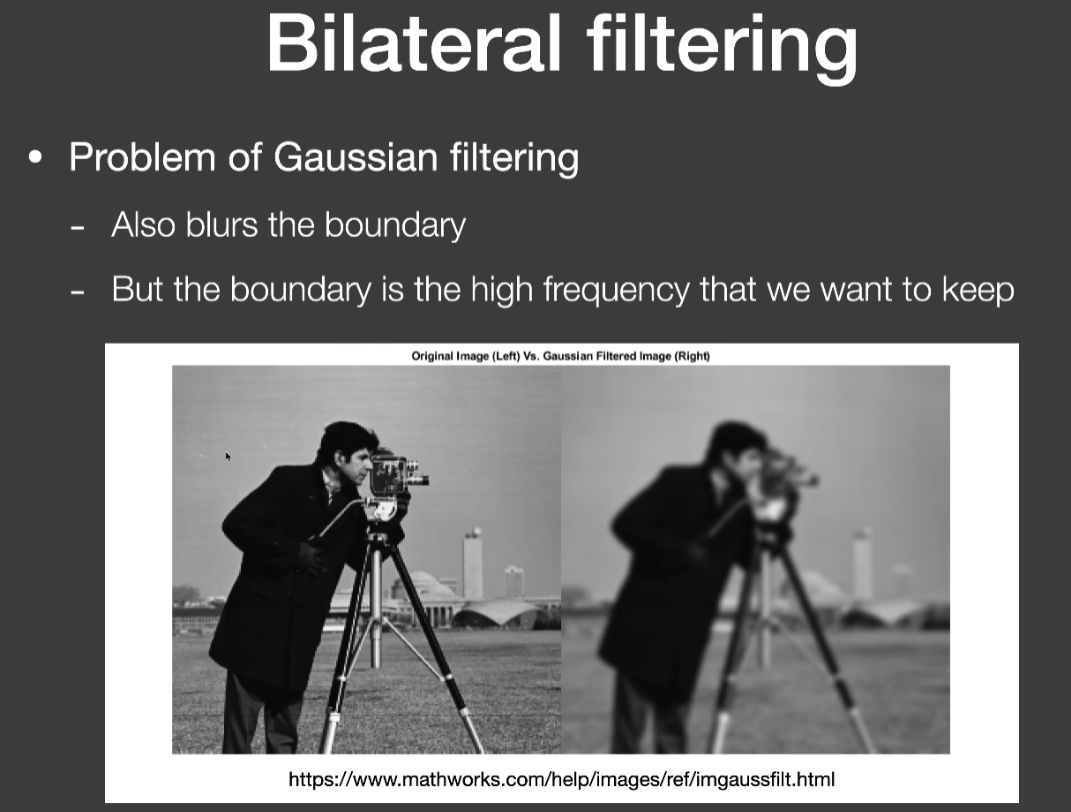 Bilateral filtering
• Problem of Gaussian filtering
- Also blurs the boundary
- But the boundary is the high frequency that we want to keep
Original Image (Left) Vs. Gaussian Filtered Image (Right)
https://www.mathworks.com/help/images/ref/imgaussfilt.html